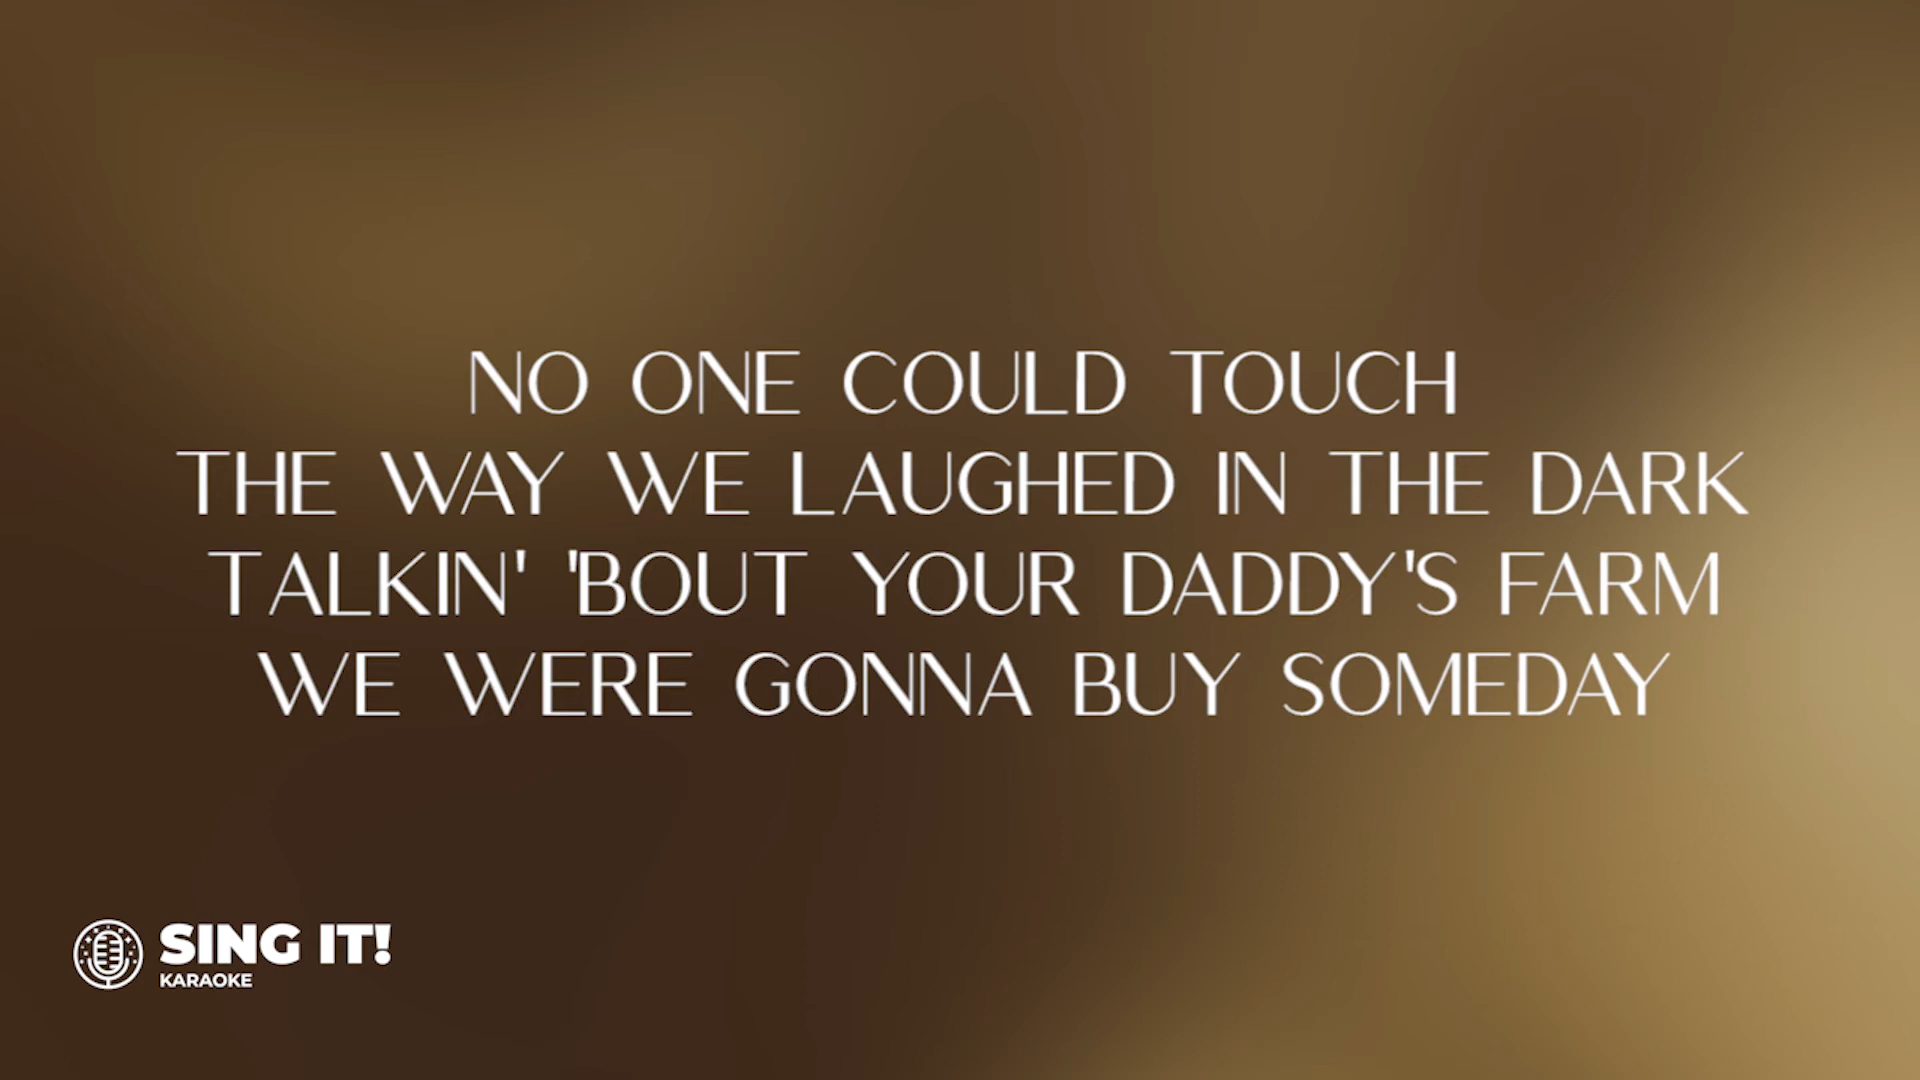 NO ONE COULD TOUCH
THE WAY WE LAUGHED IN THE DARK
TALKIN' 'BOUT YOUR DADDY'S FARM
WE WERE GONNA BUY SOMEDAY
SING IT!
KARAOKE